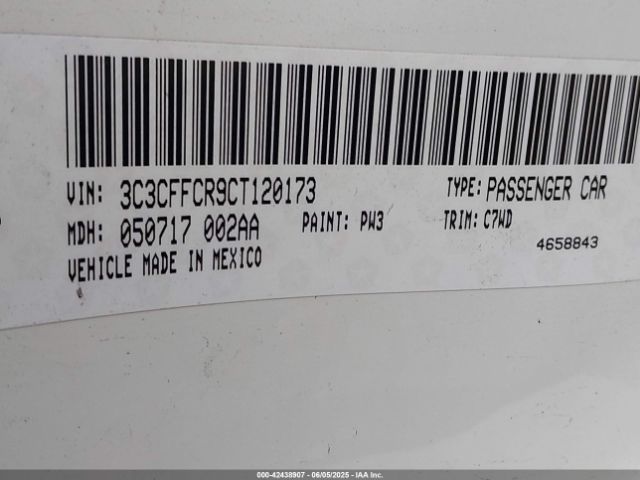 VIN: 3C3CFFCR9CT120173 TYPE: PASSENGER CAR
MDH: 050717 002AA PAINT: PW3 TRIM: C7WD
VEHICLE MADE IN MEXICO 4658843
000-42438907 - 06/05/2025 - IAA Inc.